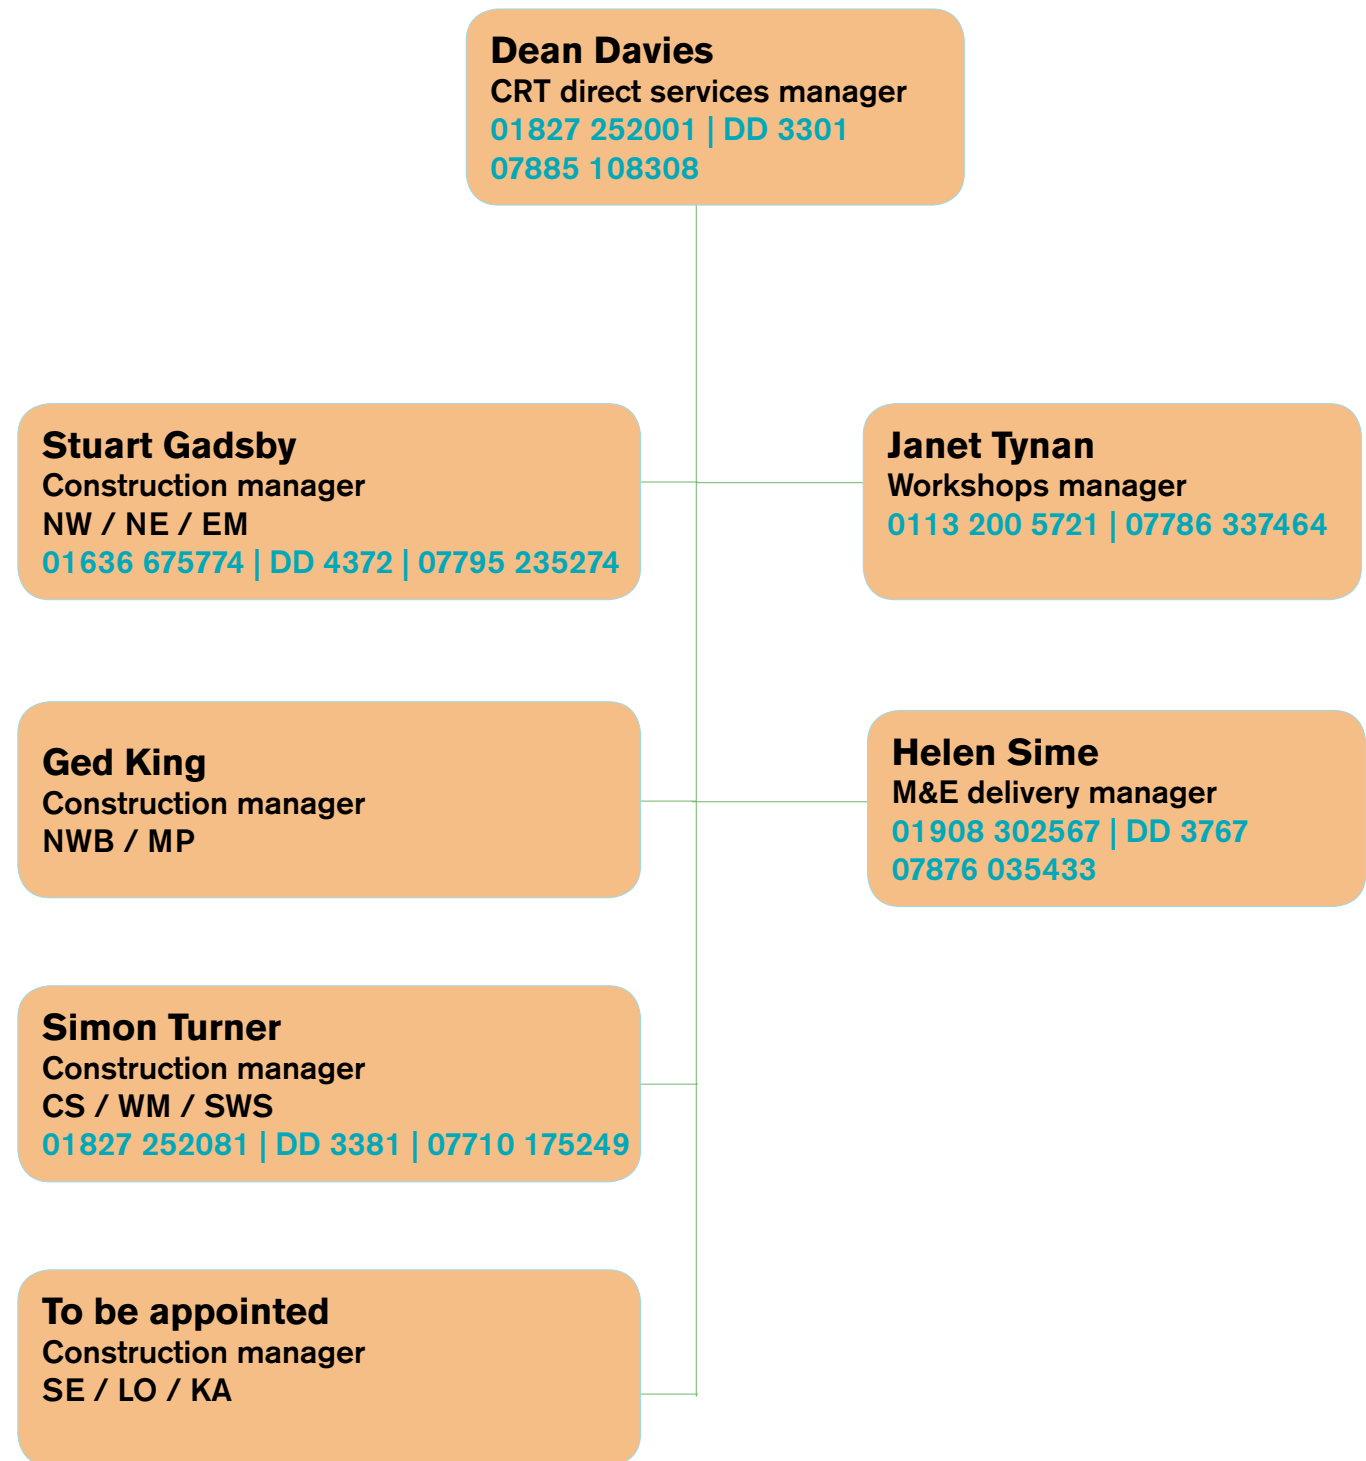 Dean Davies
CRT direct services manager
01827 252001 | DD 3301
07885 108308
Stuart Gadsby
Construction manager
NW / NE / EM
01636 675774 | DD 4372 | 07795 235274
Janet Tynan
Workshops manager
0113 200 5721 | 07786 337464
Ged King
Construction manager
NWB / MP
Helen Sime
M&E delivery manager
01908 302567 | DD 3767
07876 035433
Simon Turner
Construction manager
CS / WM / SWS
01827 252081 | DD 3381 | 07710 175249
To be appointed
Construction manager
SE / LO / KA